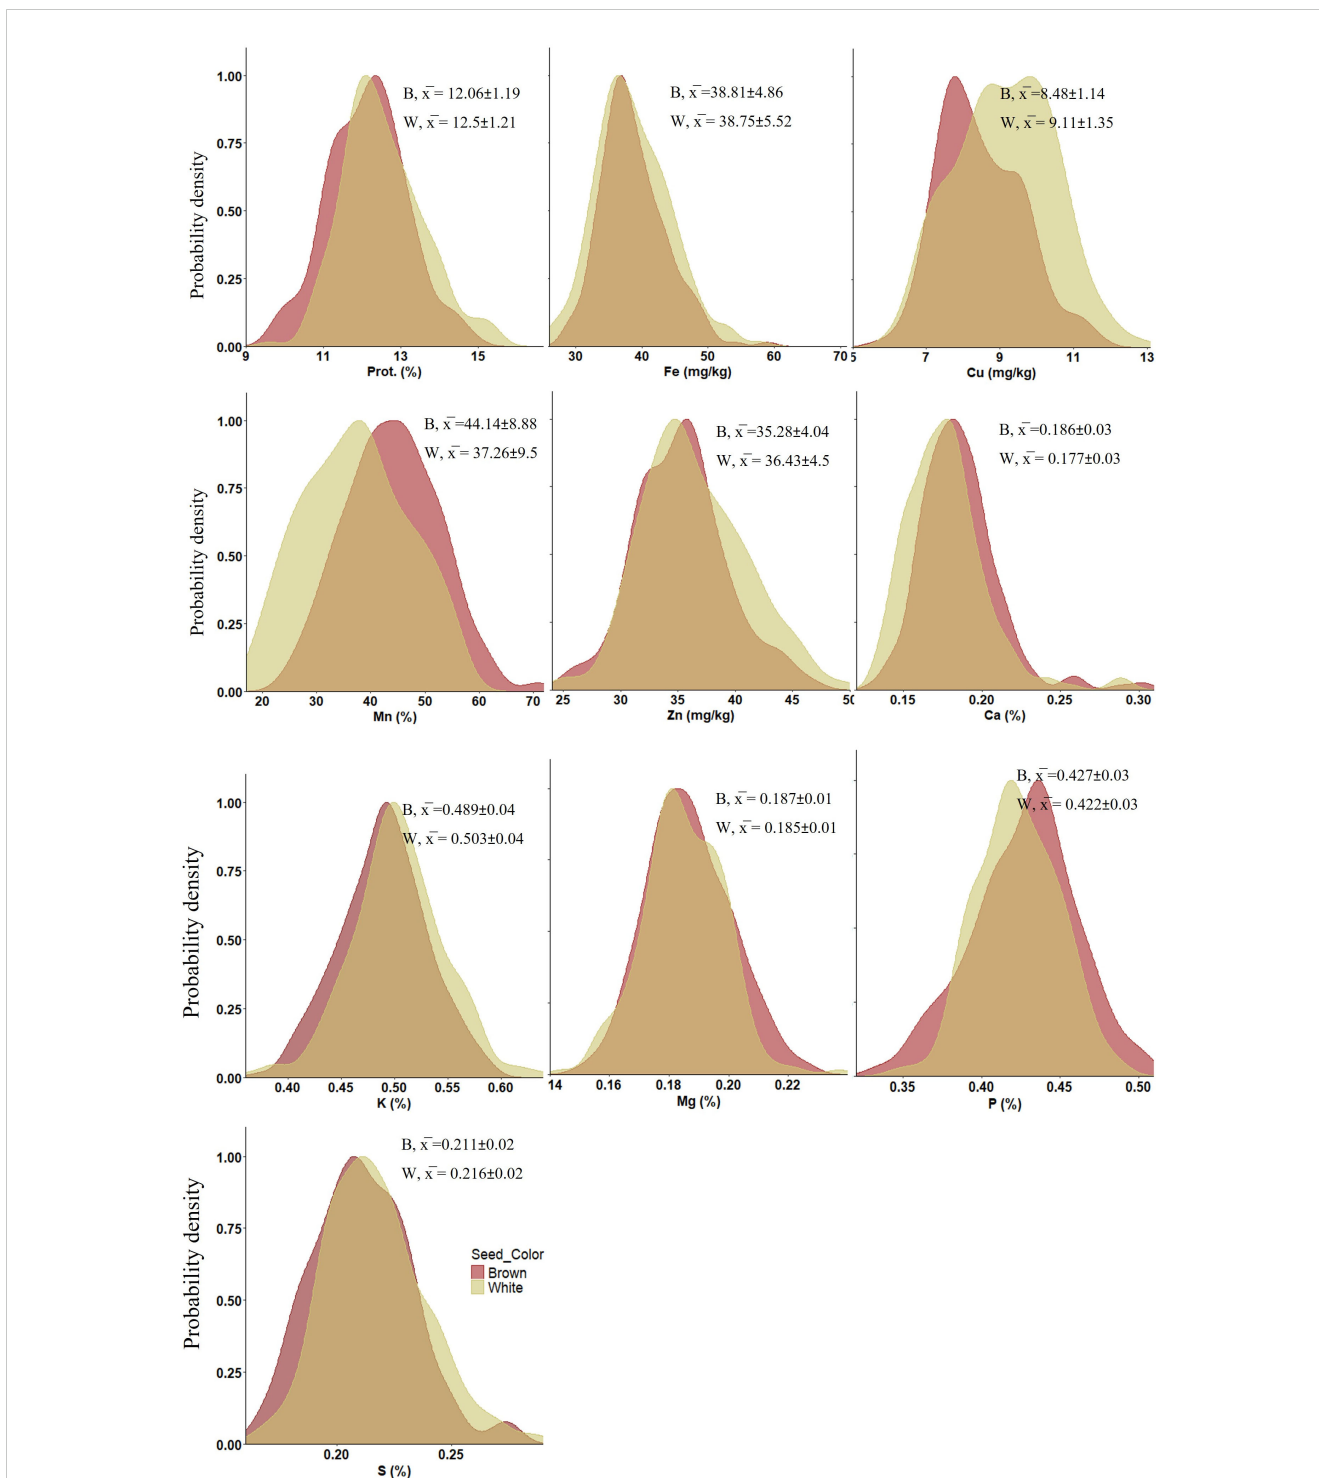 Probability density
1.00
0.75
0.50
0.25
0.00
B, x̄ = 12.06±1.19
W, x̄ = 12.5±1.21
9 11 13 15
Prot. (%)
B, x̄ =38.81±4.86
W, x̄ = 38.75±5.52
30 40 50 60 70
Fe (mg/kg)
B, x̄ =8.48±1.14
W, x̄ = 9.11±1.35
5 7 9 11 13
Cu (mg/kg)
Probability density
1.00
0.75
0.50
0.25
0.00
B, x̄ =44.14±8.88
W, x̄ = 37.26±9.5
20 30 40 50 60 70
Mn (%)
B, x̄ =35.28±4.04
W, x̄ = 36.43±4.5
25 30 35 40 45 50
Zn (mg/kg)
B, x̄ =0.186±0.03
W, x̄ = 0.177±0.03
0.15 0.20 0.25 0.30
Ca (%)
Probability density
1.00
0.75
0.50
0.25
0.00
B, x̄ =0.489±0.04
W, x̄ = 0.503±0.04
0.40 0.45 0.50 0.55 0.60
K (%)
B, x̄ = 0.187±0.01
W, x̄ = 0.185±0.01
14 0.16 0.18 0.20 0.22
Mg (%)
B, x̄ =0.427±0.03
W, x̄ = 0.422±0.03
0.35 0.40 0.45 0.50
P (%)
Probability density
1.00
0.75
0.50
0.25
0.00
B, x̄ =0.211±0.02
W, x̄ = 0.216±0.02
Seed_Color
Brown
White
0.20 0.25
S (%)